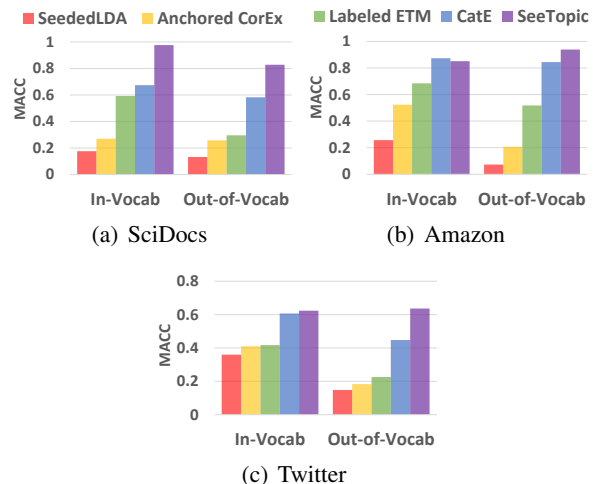 SeededLDA Anchored CorEx Labeled ETM CatE SeeTopic
MACC
1
0.8
0.6
0.4
0.2
0
In-Vocab Out-of-Vocab
(a) SciDocs
MACC
1
0.8
0.6
0.4
0.2
0
In-Vocab Out-of-Vocab
(b) Amazon
MACC
0.8
0.6
0.4
0.2
0
In-Vocab Out-of-Vocab
(c) Twitter